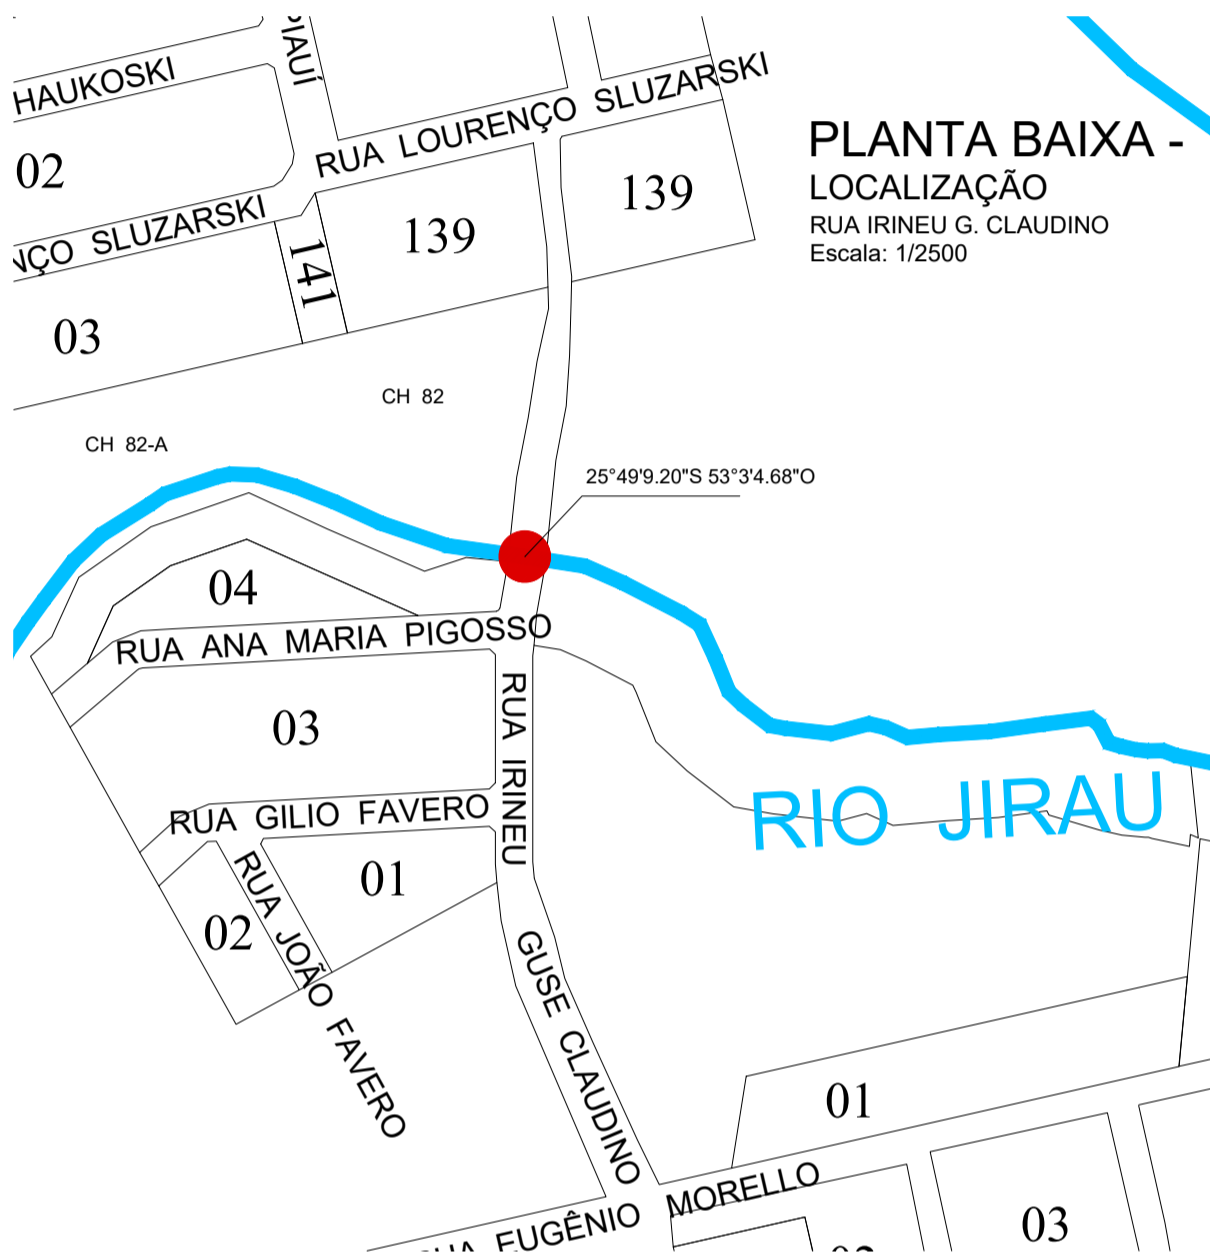 PIAUÍ
HAUKOSKI
RUA LOURENÇO SLUZARSKI
PLANTA BAIXA -
LOCALIZAÇÃO
RUA IRINEU G. CLAUDINO
Escala: 1/2500
02
139
139
NÇO SLUZARSKI
141
03
CH 82
CH 82-A
25°49'9.20"S 53°3'4.68"O
04
RUA ANA MARIA PIGOSSO
03
RUA IRINEU GUSE CLAUDINO
RIO JIRAU
RUA GILIO FAVERO
01
02
RUA JOÃO FAVERO
01
EUGÊNIO MORELLO
03